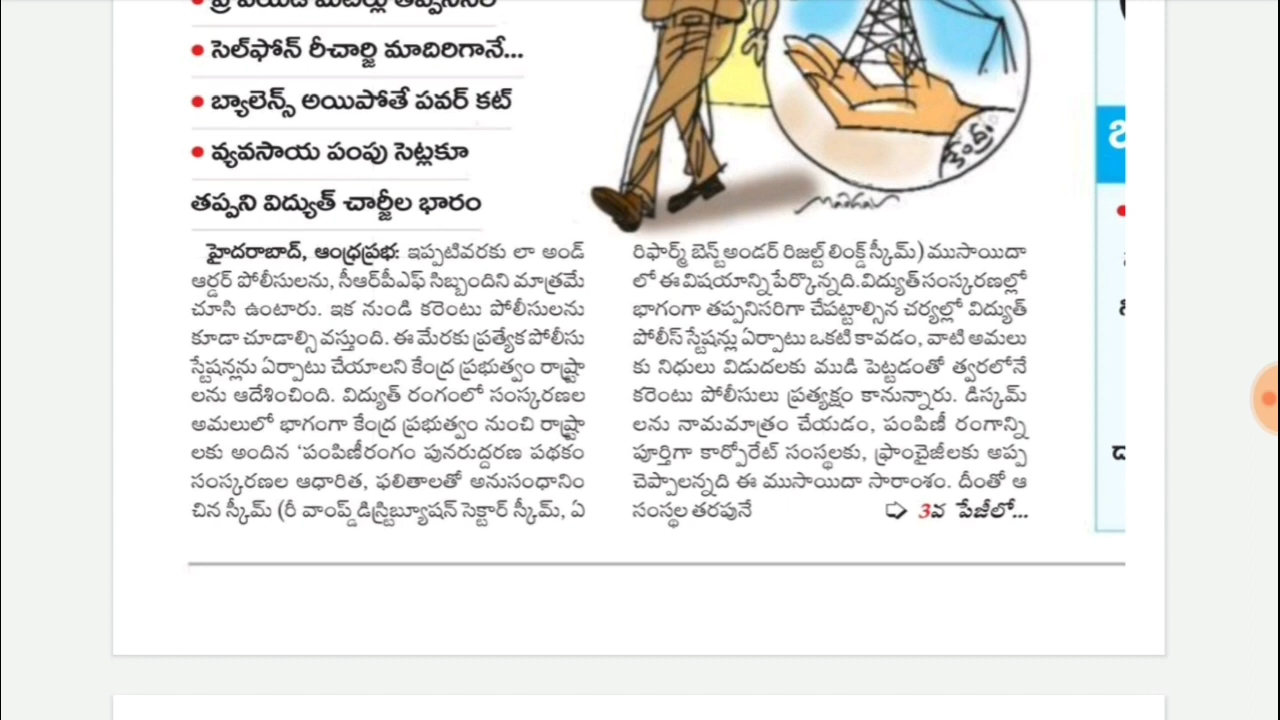 ప్రీపెయిడ్ మీటర్లు తప్పనిసరి
• సెల్‌ఫోన్ రీచార్జి మాదిరిగానే...
• బ్యాలెన్స్ అయిపోతే పవర్ కట్
• వ్యవసాయ పంపు సెట్లకూ
తప్పని విద్యుత్ చార్జీల భారం
కేంద్రం
హైదరాబాద్, ఆంధ్రప్రభ: ఇప్పటివరకు లా అండ్
ఆర్డర్ పోలీసులను, సీఆర్‌పీఎఫ్ సిబ్బందిని మాత్రమే
చూసి ఉంటారు. ఇక నుండి కరెంటు పోలీసులను
కూడా చూడాల్సి వస్తుంది. ఈ మేరకు ప్రత్యేక పోలీసు
స్టేషన్లను ఏర్పాటు చేయాలని కేంద్ర ప్రభుత్వం రాష్ట్రా
లను ఆదేశించింది. విద్యుత్ రంగంలో సంస్కరణల
అమలులో భాగంగా కేంద్ర ప్రభుత్వం నుంచి రాష్ట్రా
లకు అందిన ‘పంపిణీరంగం పునరుద్దరణ పథకం
సంస్కరణల ఆధారిత, ఫలితాలతో అనుసంధానిం
చిన స్కీమ్ (రీ వాంప్డ్ డిస్ట్రిబ్యూషన్ సెక్టార్ స్కీమ్, ఏ
రిఫార్మ్ బెస్ట్ అండర్ రిజల్ట్ లింక్డ్ స్కీమ్) ముసాయిదా
లో ఈ విషయాన్ని పేర్కొన్నది. విద్యుత్ సంస్కరణల్లో
భాగంగా తప్పనిసరిగా చేపట్టాల్సిన చర్యల్లో విద్యుత్
పోలీస్ స్టేషన్లు ఏర్పాటు ఒకటి కావడం, వాటి అమలు
కు నిధులు విడుదలకు ముడి పెట్టడంతో త్వరలోనే
కరెంటు పోలీసులు ప్రత్యక్షం కానున్నారు. డిస్కమ్
లను నామమాత్రం చేయడం, పంపిణీ రంగాన్ని
పూర్తిగా కార్పోరేట్ సంస్థలకు, ఫ్రాంచైజీలకు అప్ప
చెప్పాలన్నది ఈ ముసాయిదా సారాంశం. దీంతో ఆ
సంస్థల తరపునే ⇨ 3వ పేజీలో...